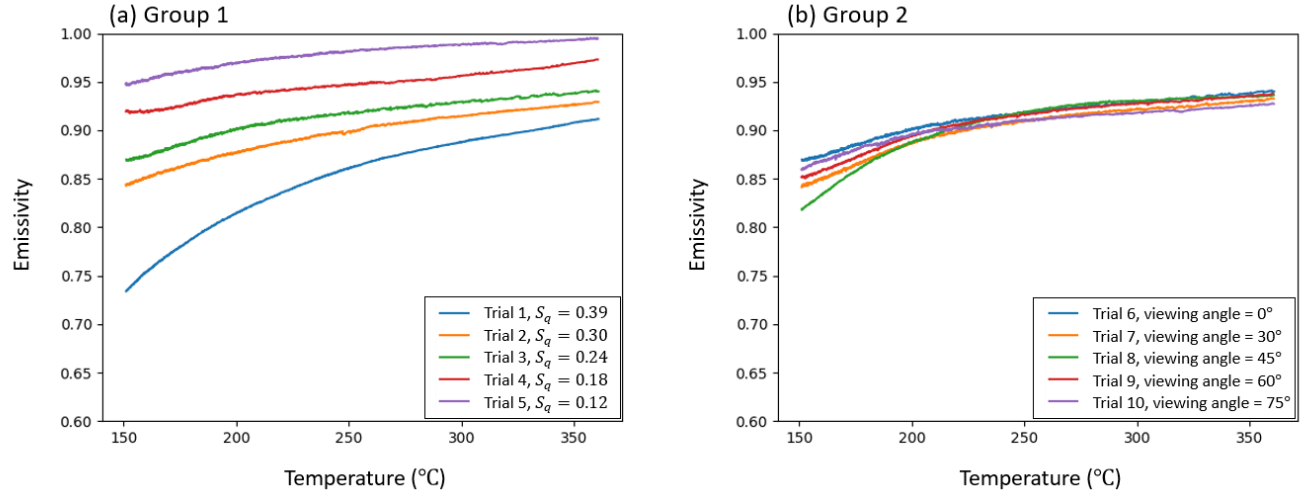 (a) Group 1
1.00
0.95
0.90
0.85
0.80
0.75
0.70
0.65
0.60
Emissivity
150
200
250
300
350
Temperature (℃)
Trial 1, S_q = 0.39
Trial 2, S_q = 0.30
Trial 3, S_q = 0.24
Trial 4, S_q = 0.18
Trial 5, S_q = 0.12
(b) Group 2
1.00
0.95
0.90
0.85
0.80
0.75
0.70
0.65
0.60
Emissivity
150
200
250
300
350
Temperature (℃)
Trial 6, viewing angle = 0°
Trial 7, viewing angle = 30°
Trial 8, viewing angle = 45°
Trial 9, viewing angle = 60°
Trial 10, viewing angle = 75°